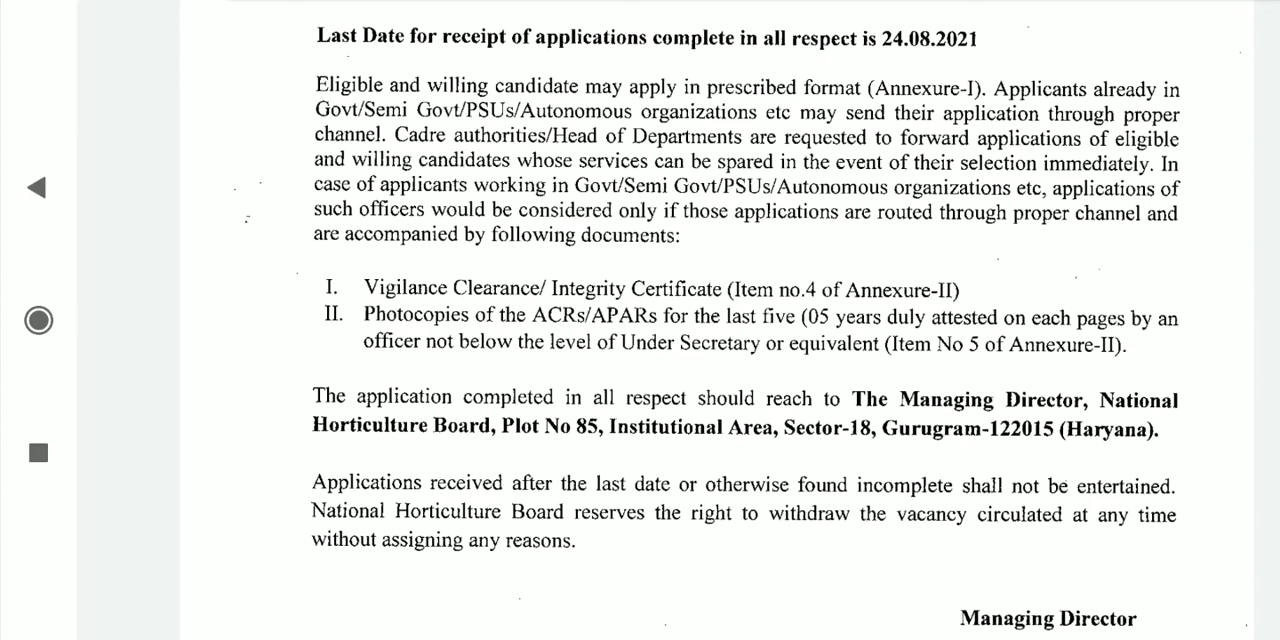 Last Date for receipt of applications complete in all respect is 24.08.2021
Eligible and willing candidate may apply in prescribed format (Annexure-I). Applicants already in
Govt/Semi Govt/PSUs/Autonomous organizations etc may send their application through proper
channel. Cadre authorities/Head of Departments are requested to forward applications of eligible
and willing candidates whose services can be spared in the event of their selection immediately. In
case of applicants working in Govt/Semi Govt/PSUs/Autonomous organizations etc, applications of
such officers would be considered only if those applications are routed through proper channel and
are accompanied by following documents:
I. Vigilance Clearance/ Integrity Certificate (Item no.4 of Annexure-II)
II. Photocopies of the ACRs/APARs for the last five (05 years duly attested on each pages by an
officer not below the level of Under Secretary or equivalent (Item No 5 of Annexure-II).
The application completed in all respect should reach to The Managing Director, National
Horticulture Board, Plot No 85, Institutional Area, Sector-18, Gurugram-122015 (Haryana).
Applications received after the last date or otherwise found incomplete shall not be entertained.
National Horticulture Board reserves the right to withdraw the vacancy circulated at any time
without assigning any reasons.
Managing Director